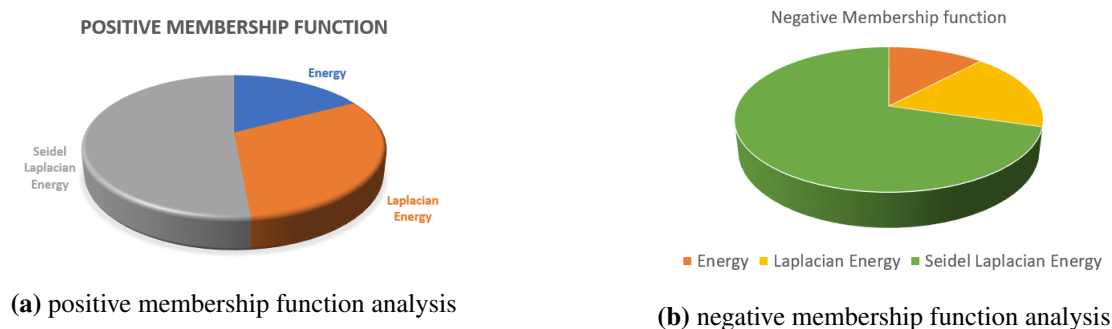 POSITIVE MEMBERSHIP FUNCTION
Energy
Seidel
Laplacian
Energy
Laplacian
Energy
(a) positive membership function analysis
Negative Membership function
Energy Laplacian Energy Seidel Laplacian Energy
(b) negative membership function analysis